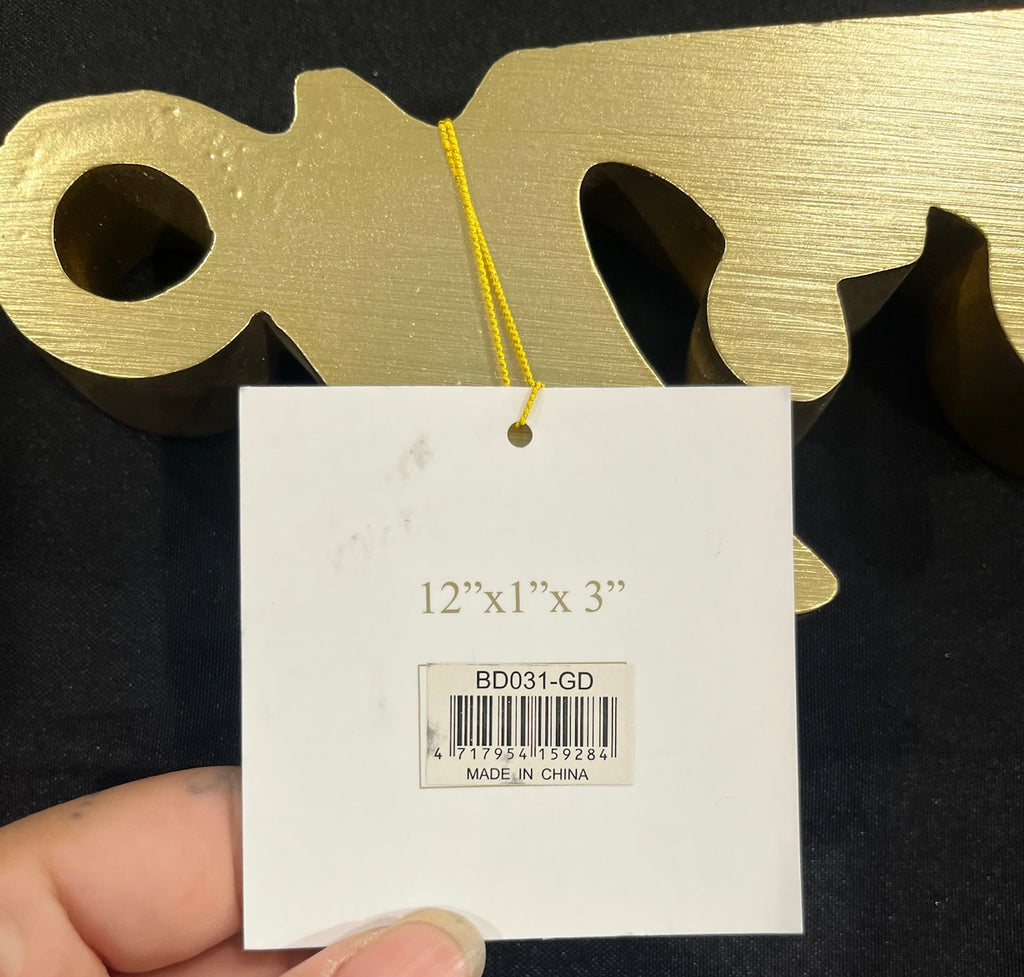 12”x1”x 3”
BD031-GD
4 717954 159284
MADE IN CHINA